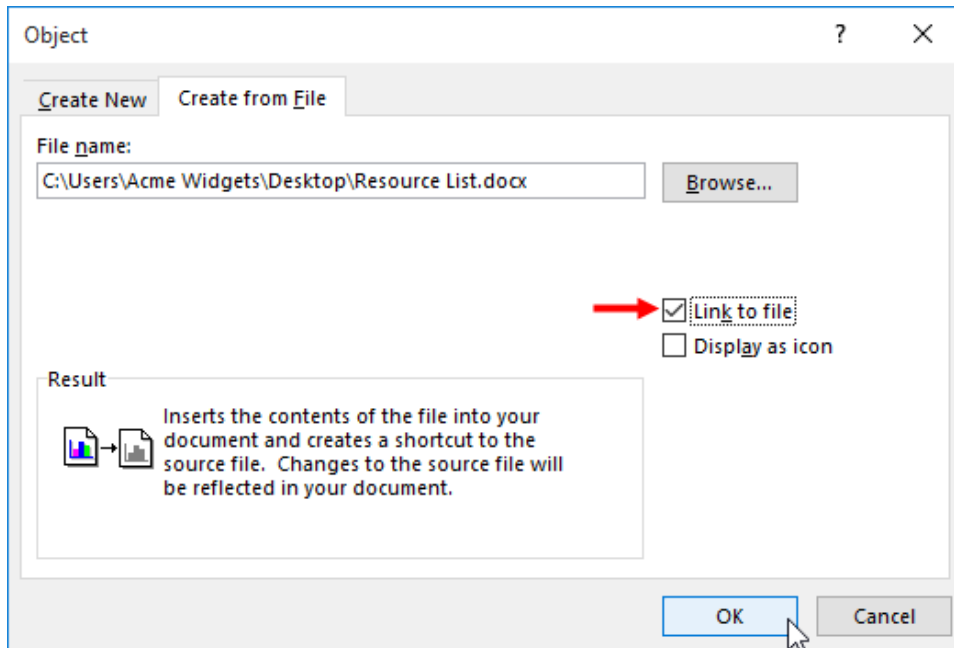 Object ?
Create New Create from File
File name:
C:\Users\Acme Widgets\Desktop\Resource List.docx Browse...
Link to file
Display as icon
Result
Inserts the contents of the file into your
document and creates a shortcut to the
source file. Changes to the source file will
be reflected in your document.
OK Cancel